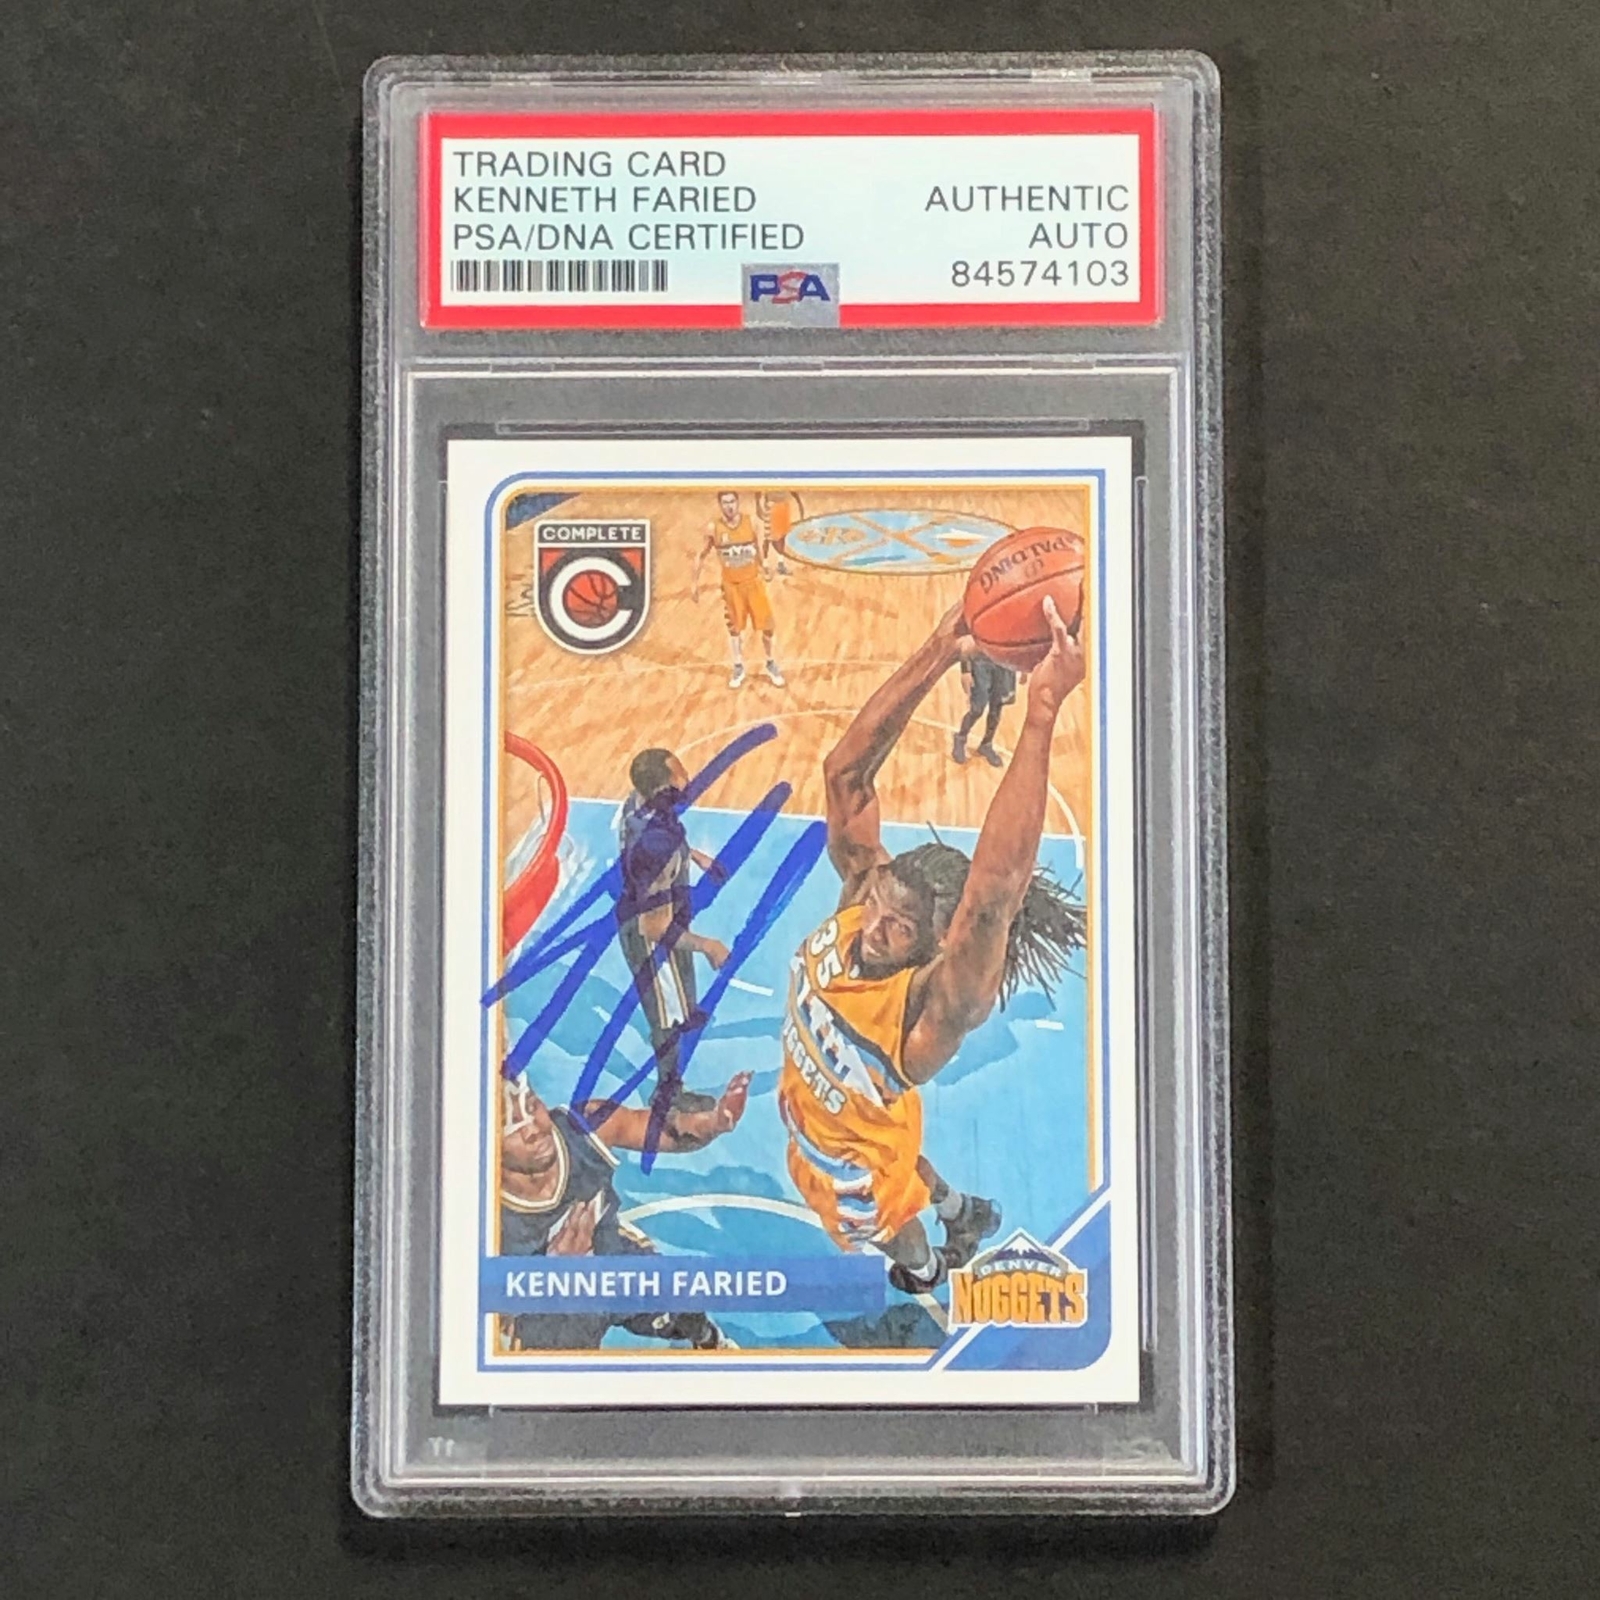 TRADING CARD
KENNETH FARIED
PSA/DNA CERTIFIED
AUTHENTIC
AUTO
84574103
PSA
COMPLETE
C
SPALDING
35
NUGGETS
KENNETH FARIED
DENVER
NUGGETS